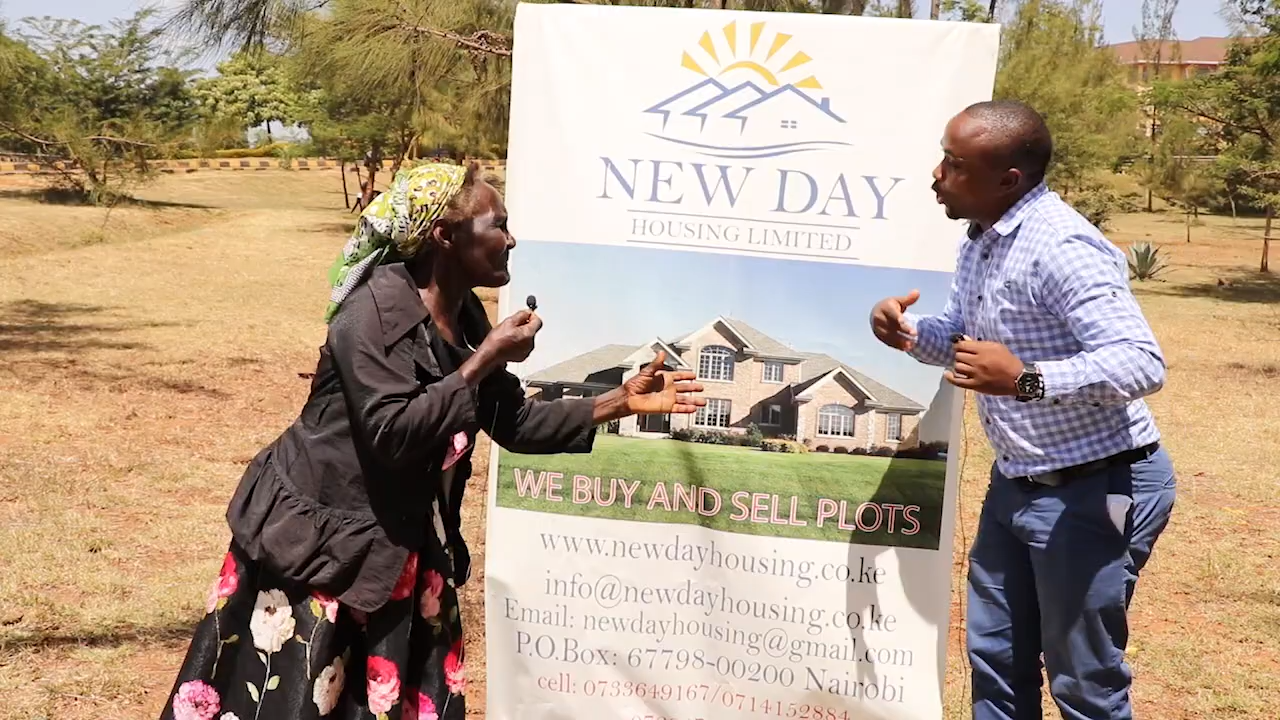 NEW DAY
HOUSING LIMITED
WE BUY AND SELL PLOTS
www.newdayhousing.co.ke
info@newdayhousing.co.ke
Email: newdayhousing@gmail.com
P.O.Box: 67798-00200 Nairobi
cell: 0733649167/0714152884